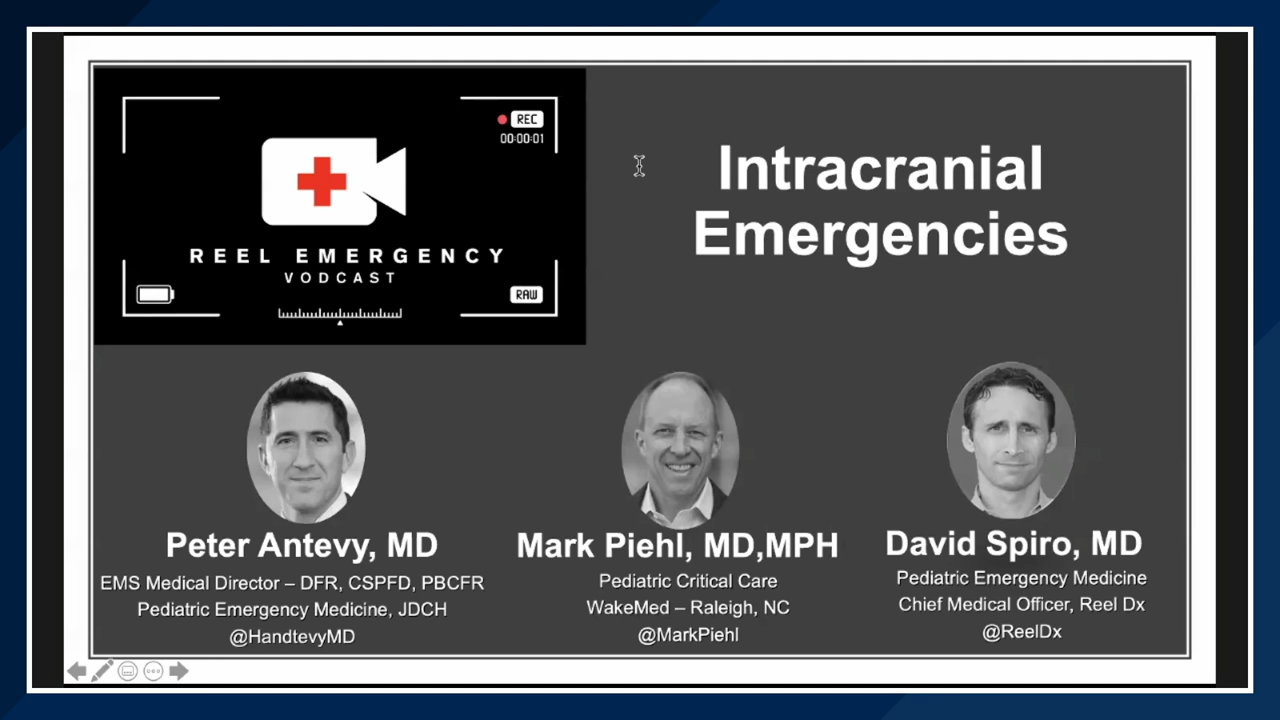 REC
00:00:01
REEL EMERGENCY
VODCAST
RAW
Intracranial
Emergencies
Peter Antevy, MD
EMS Medical Director – DFR, CSPFD, PBCFR
Pediatric Emergency Medicine, JDCH
@HandtevyMD
Mark Piehl, MD,MPH
Pediatric Critical Care
WakeMed – Raleigh, NC
@MarkPiehl
David Spiro, MD
Pediatric Emergency Medicine
Chief Medical Officer, Reel Dx
@ReelDx